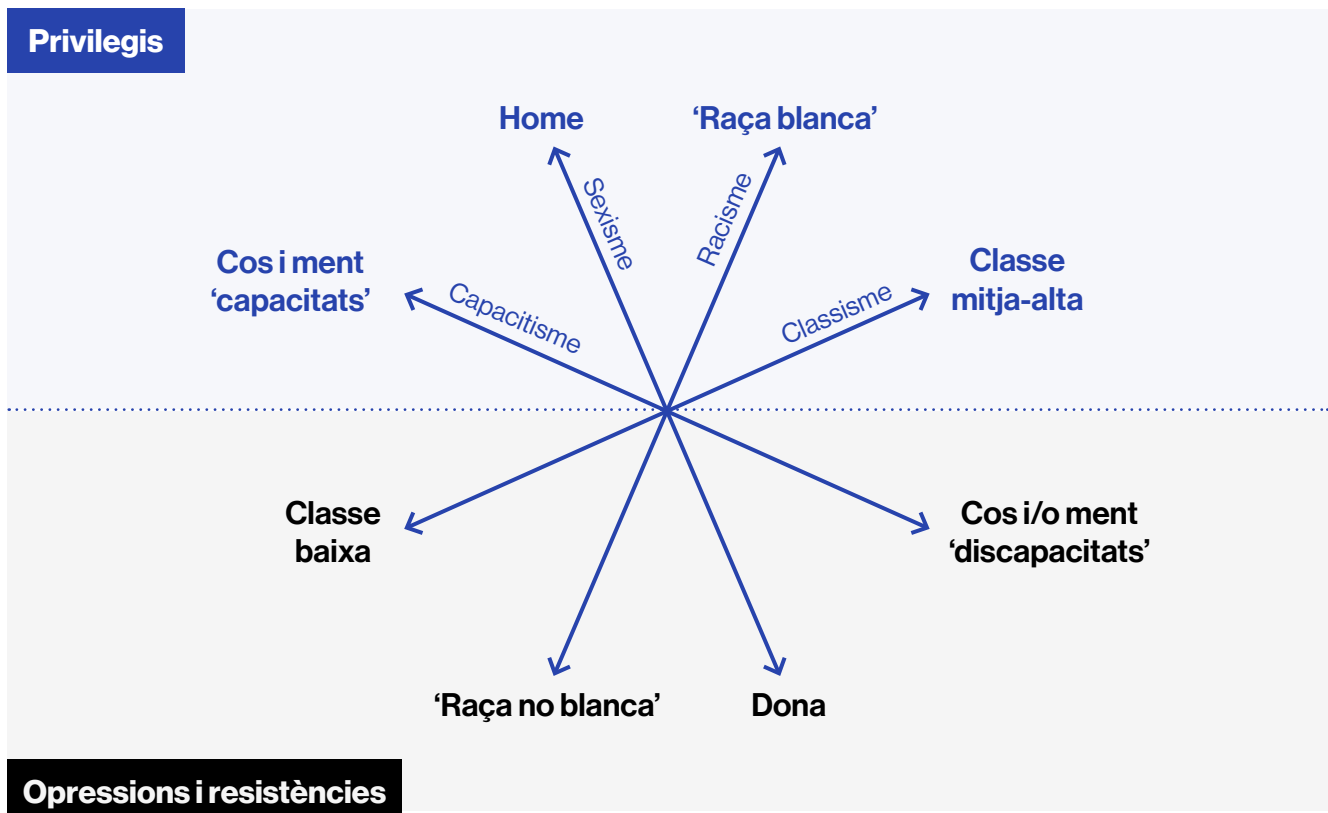 Privilegis
Home
‘Raça blanca’
Sexisme
Racisme
Cos i ment
‘capacitats’
Capacitisme
Classisme
Classe
mitja-alta
Classe
baixa
Cos i/o ment
‘discapacitats’
‘Raça no blanca’
Dona
Opressions i resistències